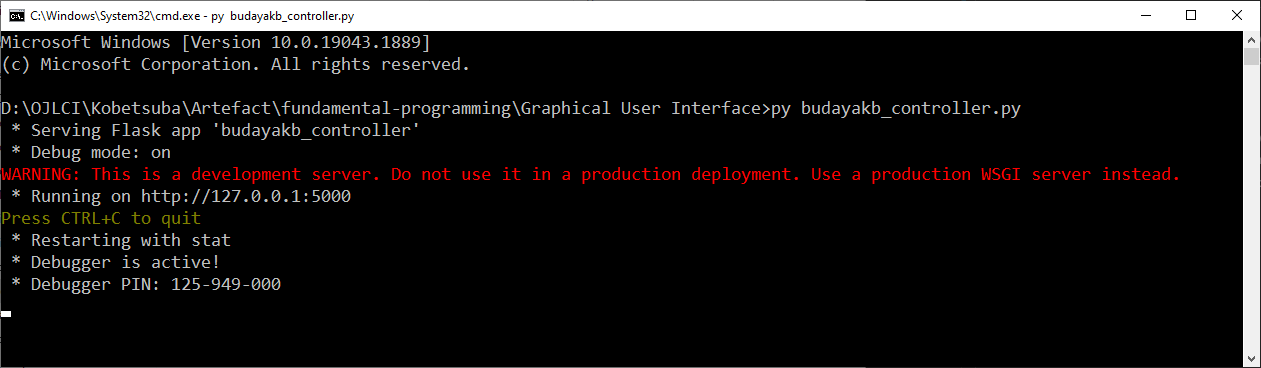 C:\Windows\System32\cmd.exe - py budayakb_controller.py
Microsoft Windows [Version 10.0.19043.1889]
(c) Microsoft Corporation. All rights reserved.
D:\OJLCI\Kobetsuba\Artefact\fundamental-programming\Graphical User Interface>py budayakb_controller.py
* Serving Flask app 'budayakb_controller'
* Debug mode: on
WARNING: This is a development server. Do not use it in a production deployment. Use a production WSGI server instead.
* Running on http://127.0.0.1:5000
Press CTRL+C to quit
* Restarting with stat
* Debugger is active!
* Debugger PIN: 125-949-000